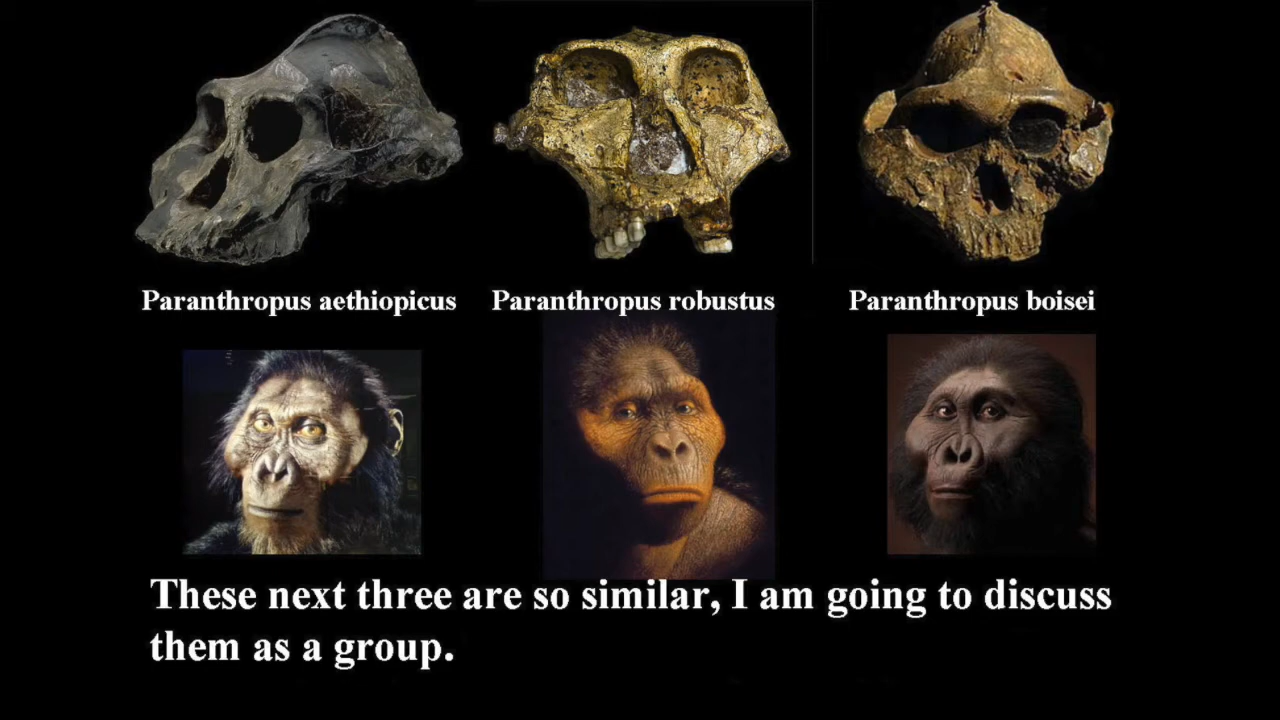 Paranthropus aethiopicus
Paranthropus robustus
Paranthropus boisei
These next three are so similar, I am going to discuss
them as a group.